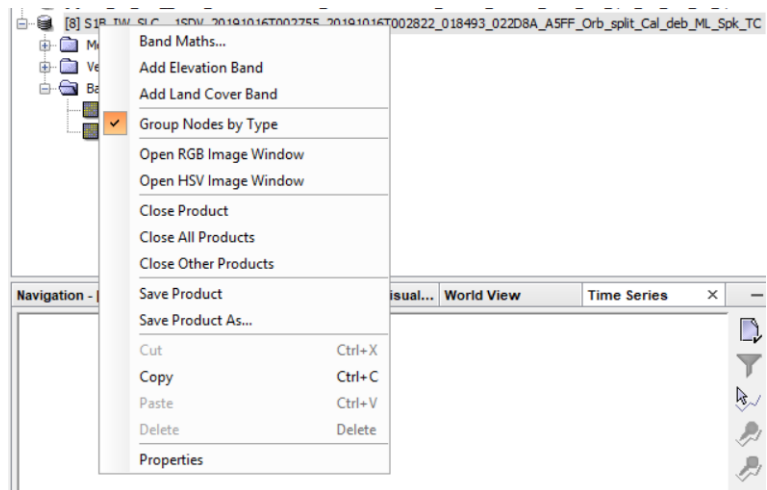 [8] S1B_IW_SLC__1SDV_20191016T002755_20191016T002822_018493_022D8A_A5FF_Orb_split_Cal_deb_ML_Spk_TC
Band Maths...
Add Elevation Band
Add Land Cover Band
Group Nodes by Type
Open RGB Image Window
Open HSV Image Window
Close Product
Close All Products
Close Other Products
Navigation - isual... World View Time Series
Save Product
Save Product As...
Cut Ctrl+X
Copy Ctrl+C
Paste Ctrl+V
Delete Delete
Properties